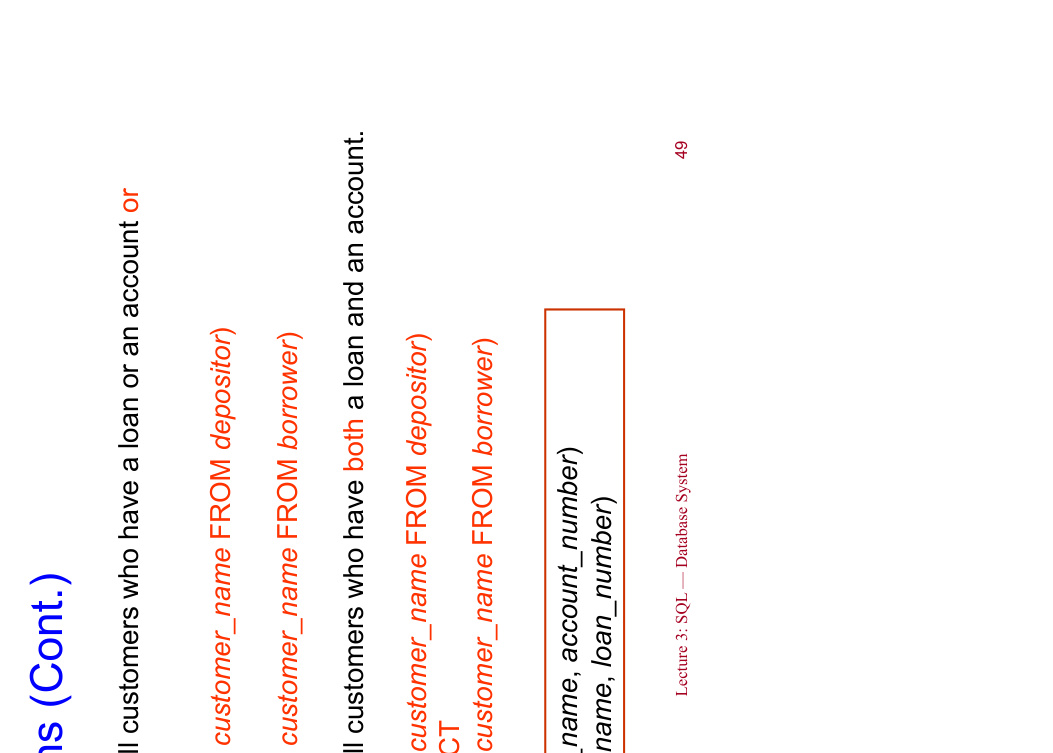 ns (Cont.)
ll customers who have a loan or an account or
customer_name FROM depositor)
customer_name FROM borrower)
ll customers who have both a loan and an account.
customer_name FROM depositor)
CT
customer_name FROM borrower)
_name, account_number)
name, loan_number)
Lecture 3: SQL — Database System 49